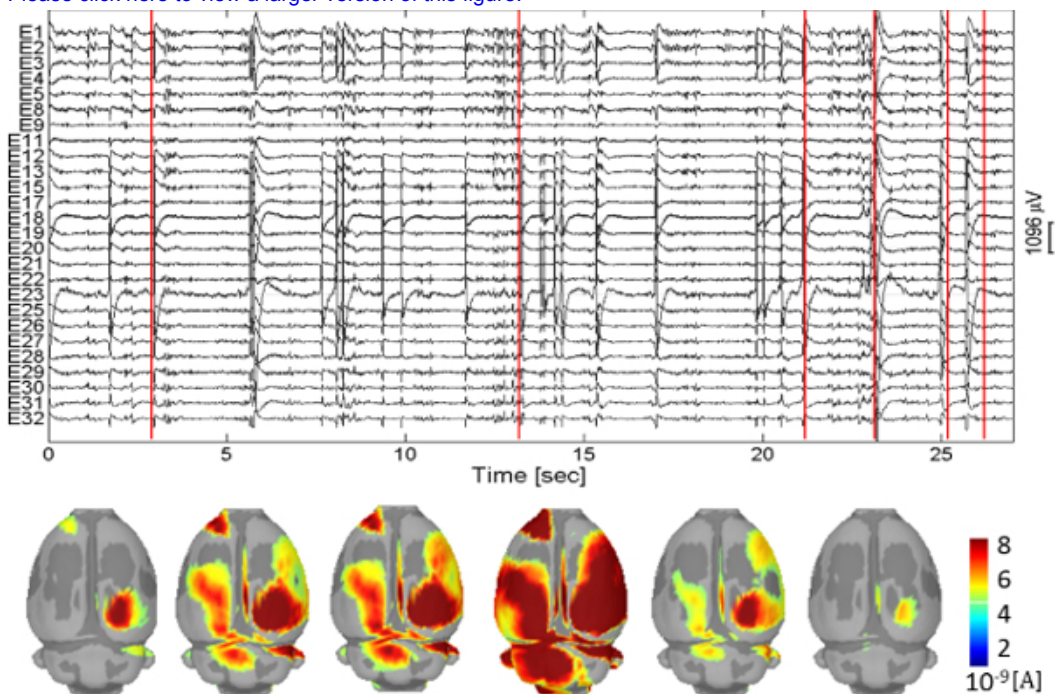 Please click here to view a larger version of this figure.
E1
E2
E3
E4
E5
E8
E9
E11
E12
E13
E15
E17
E18
E19
E20
E21
E22
E23
E25
E26
E27
E28
E29
E30
E31
E32
1096 µV
0 5 10 15 20 25
Time [sec]
8
6
4
2
10⁻⁹[A]